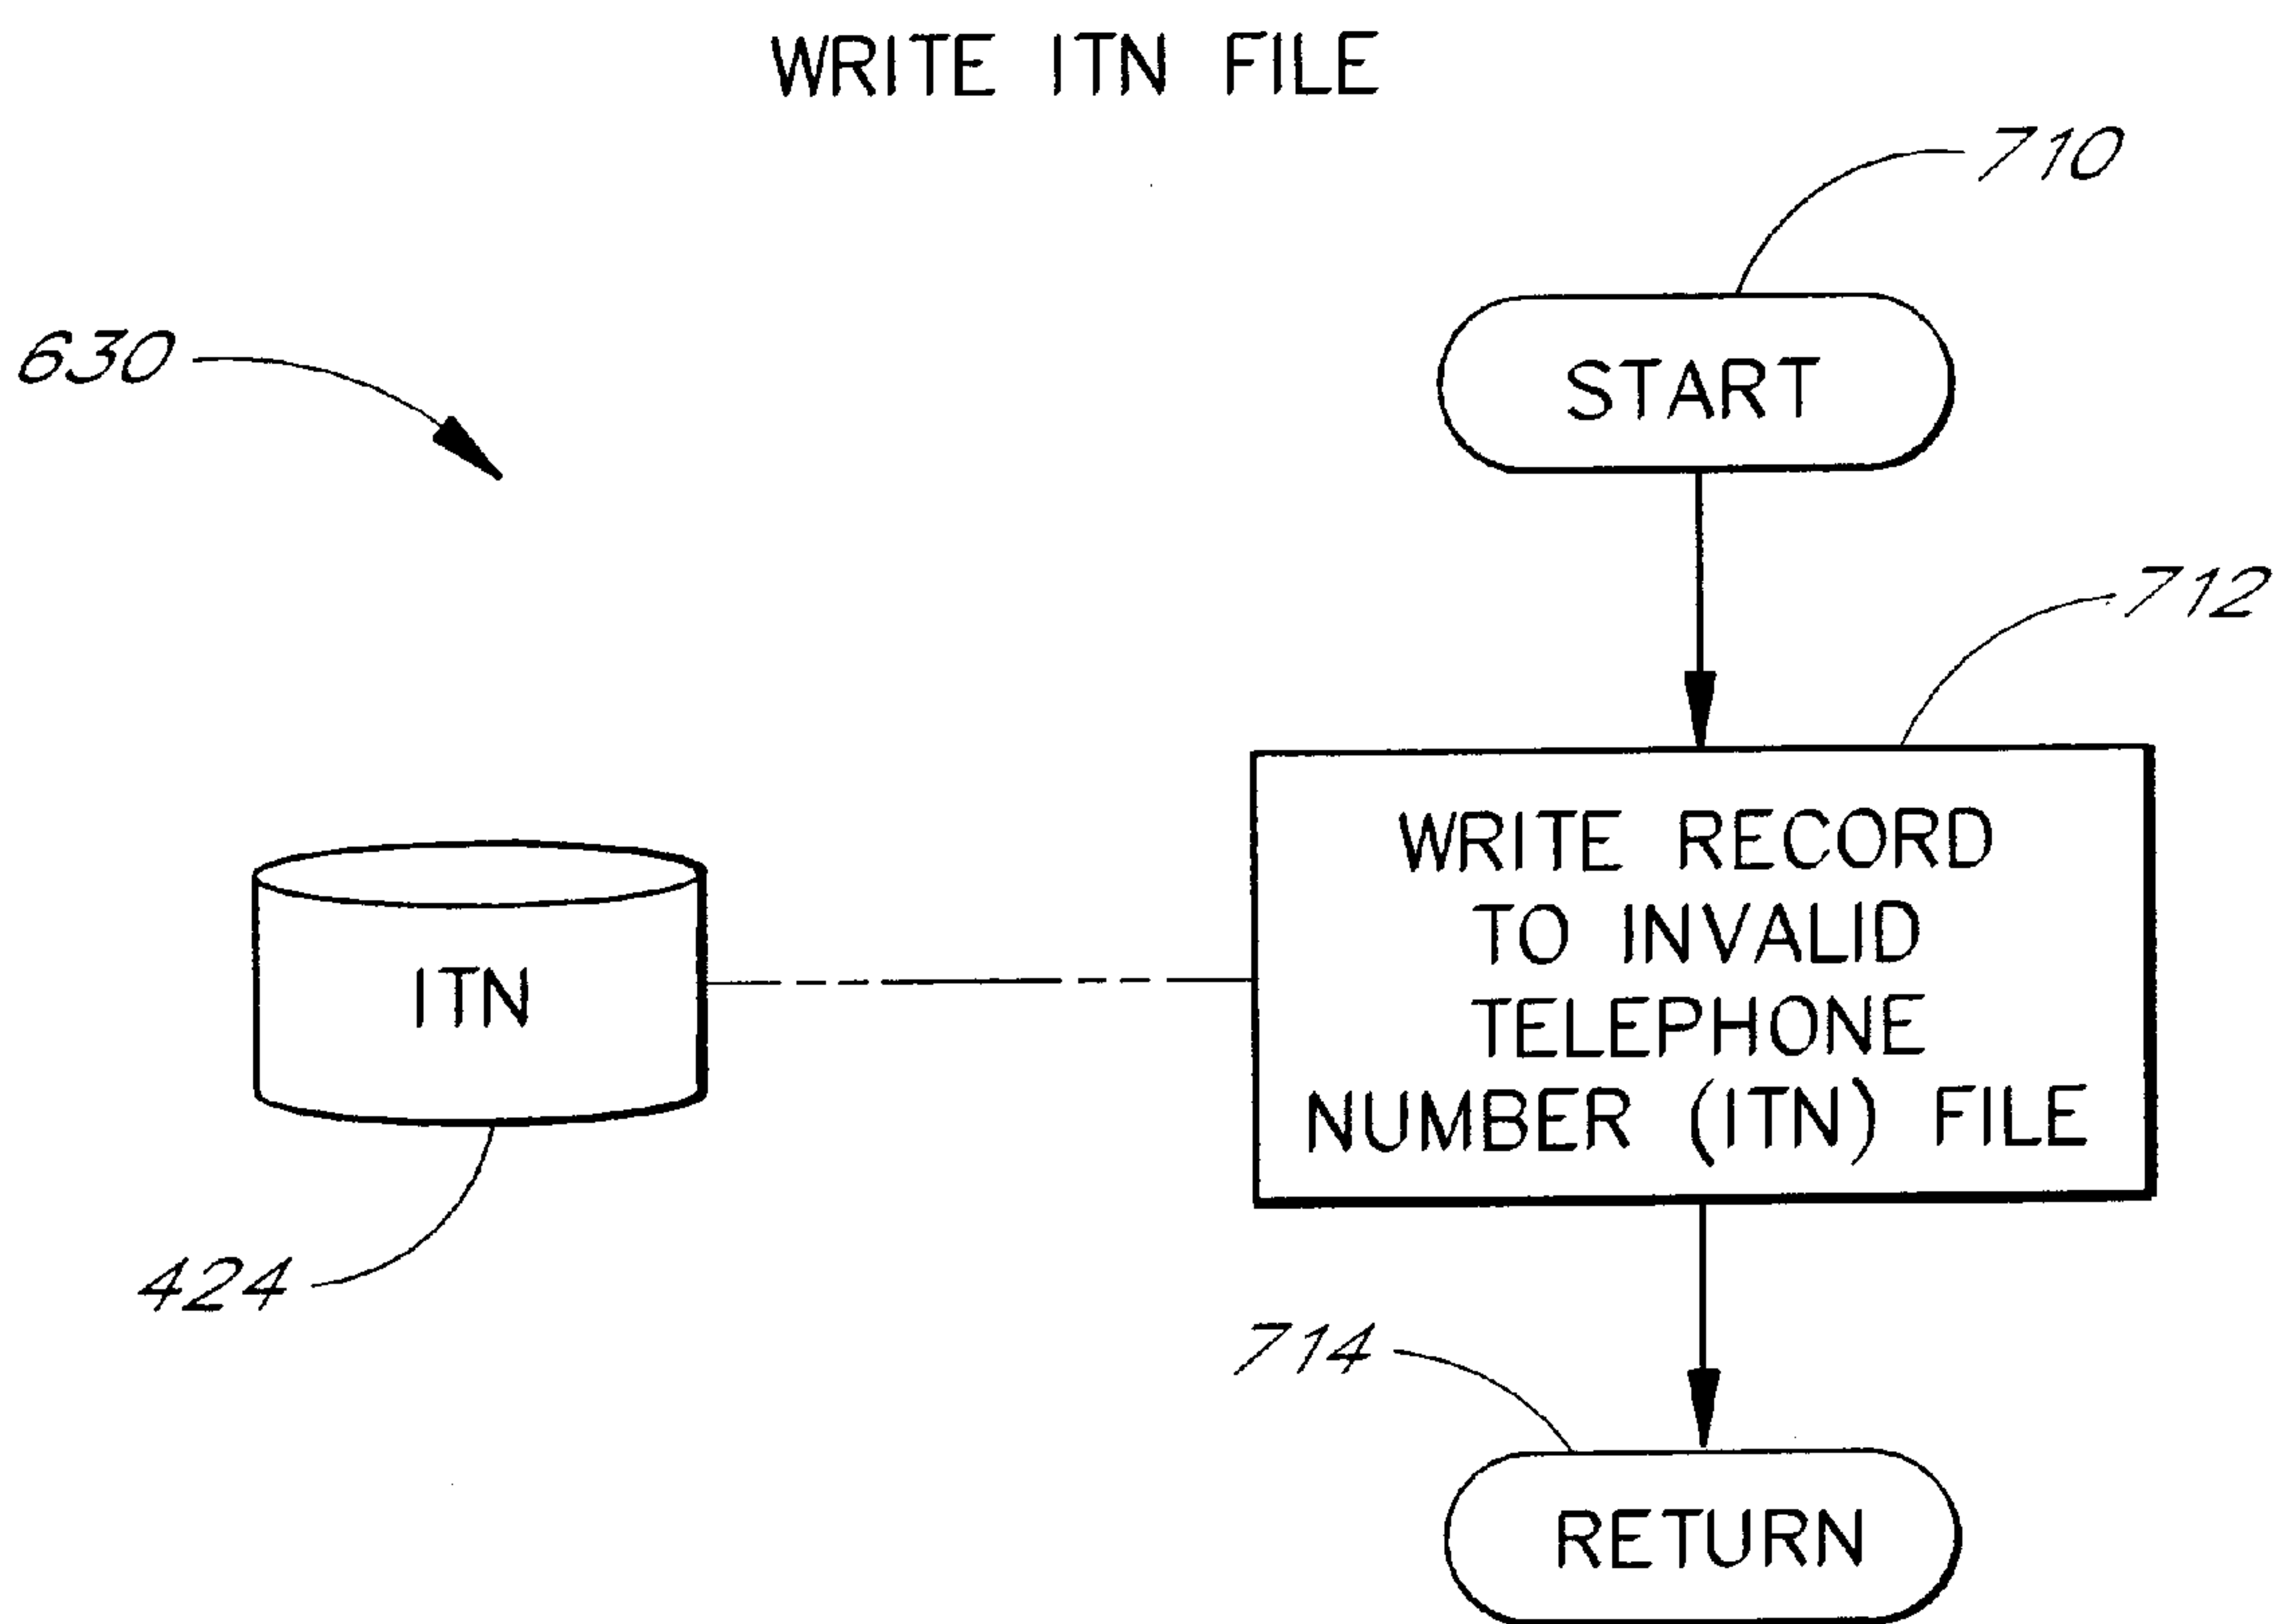 WRITE ITN FILE
710
630
START
712
WRITE RECORD
TO INVALID
TELEPHONE
NUMBER (ITN) FILE
ITN
424
714
RETURN